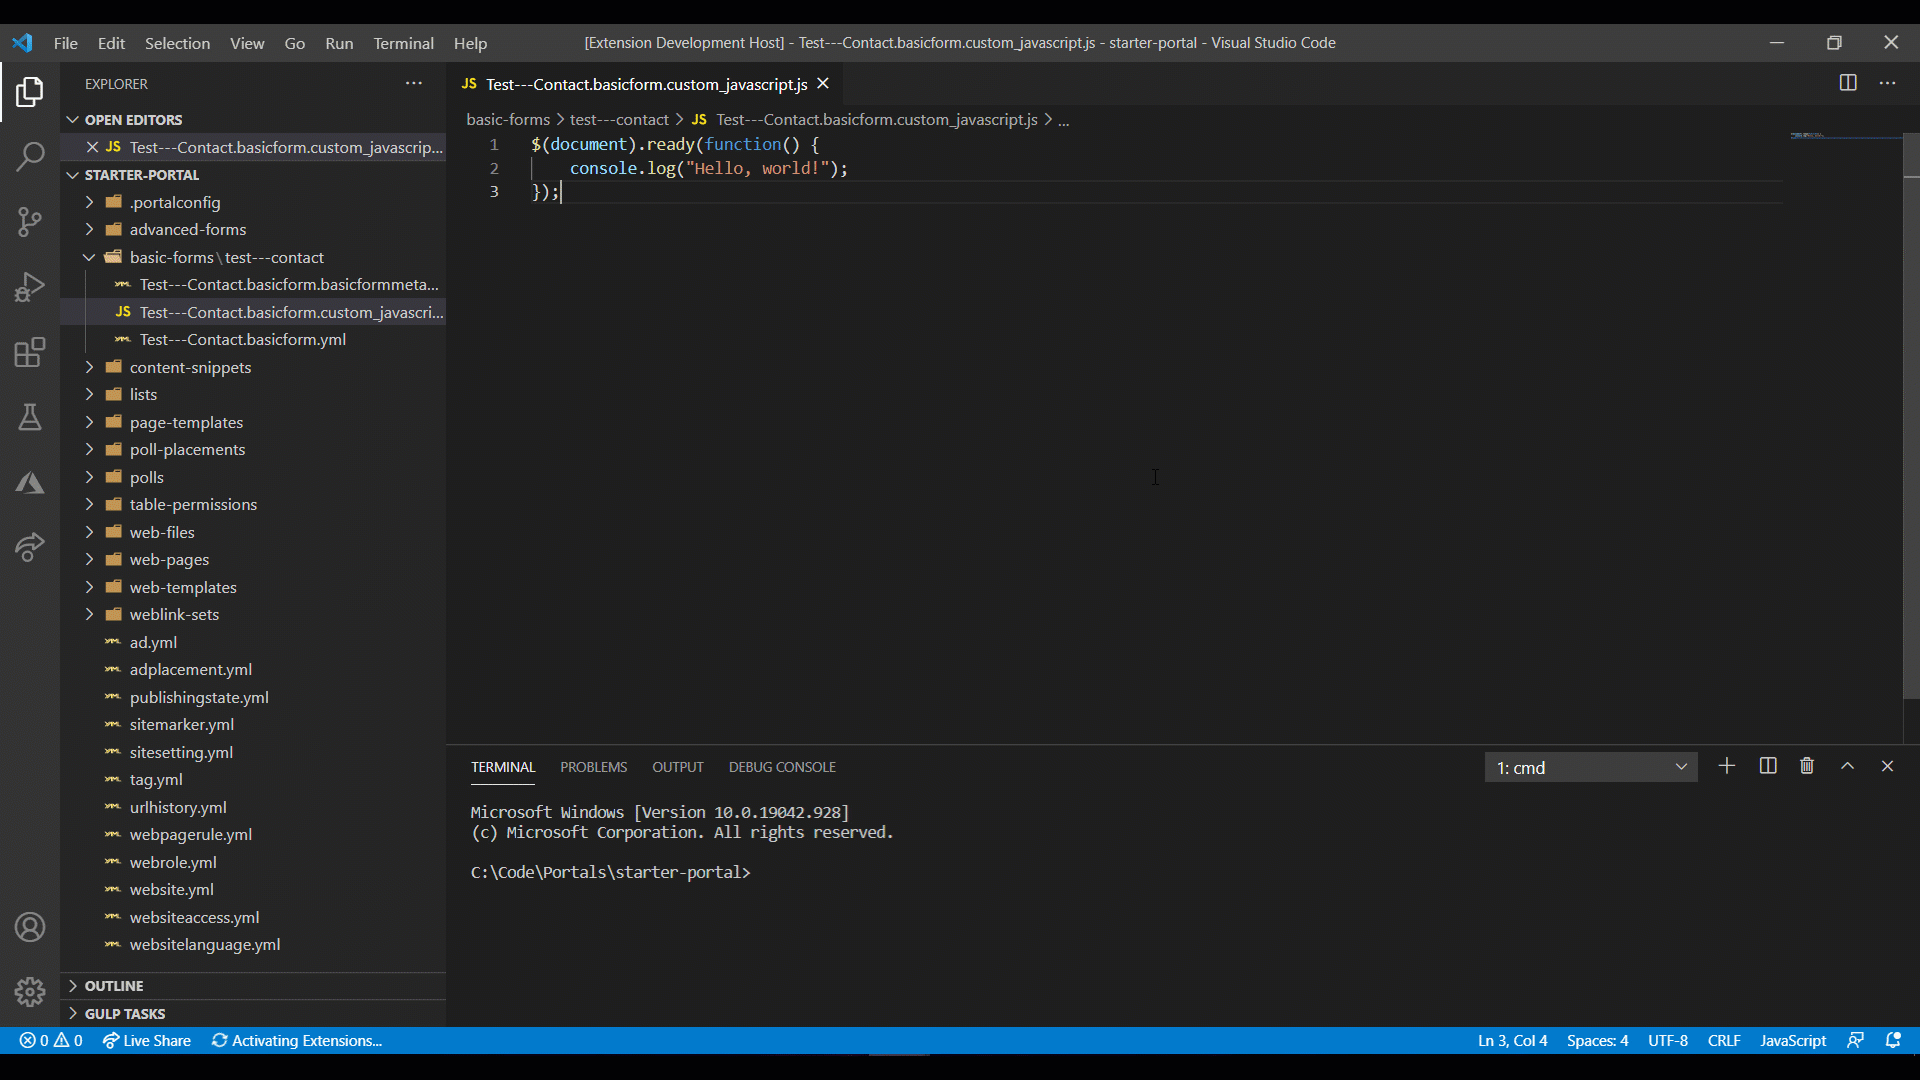 File Edit Selection View Go Run Terminal Help
[Extension Development Host] - Test---Contact.basicform.custom_javascript.js - starter-portal - Visual Studio Code
EXPLORER
OPEN EDITORS
JS Test---Contact.basicform.custom_javascrip...
STARTER-PORTAL
.portalconfig
advanced-forms
basic-forms\test---contact
Test---Contact.basicform.basicformmeta...
JS Test---Contact.basicform.custom_javascri...
Test---Contact.basicform.yml
content-snippets
lists
page-templates
poll-placements
polls
table-permissions
web-files
web-pages
web-templates
weblink-sets
ad.yml
adplacement.yml
publishingstate.yml
sitemarker.yml
sitesetting.yml
tag.yml
urlhistory.yml
webpagerule.yml
webrole.yml
website.yml
websiteaccess.yml
websitelanguage.yml
OUTLINE
GULP TASKS
JS Test---Contact.basicform.custom_javascript.js
basic-forms > test---contact > JS Test---Contact.basicform.custom_javascript.js > ...
1 $(document).ready(function() {
2 console.log("Hello, world!");
3 });
TERMINAL PROBLEMS OUTPUT DEBUG CONSOLE
1: cmd
Microsoft Windows [Version 10.0.19042.928]
(c) Microsoft Corporation. All rights reserved.
C:\Code\Portals\starter-portal>
0 0 Live Share Activating Extensions...
Ln 3, Col 4 Spaces: 4 UTF-8 CRLF JavaScript